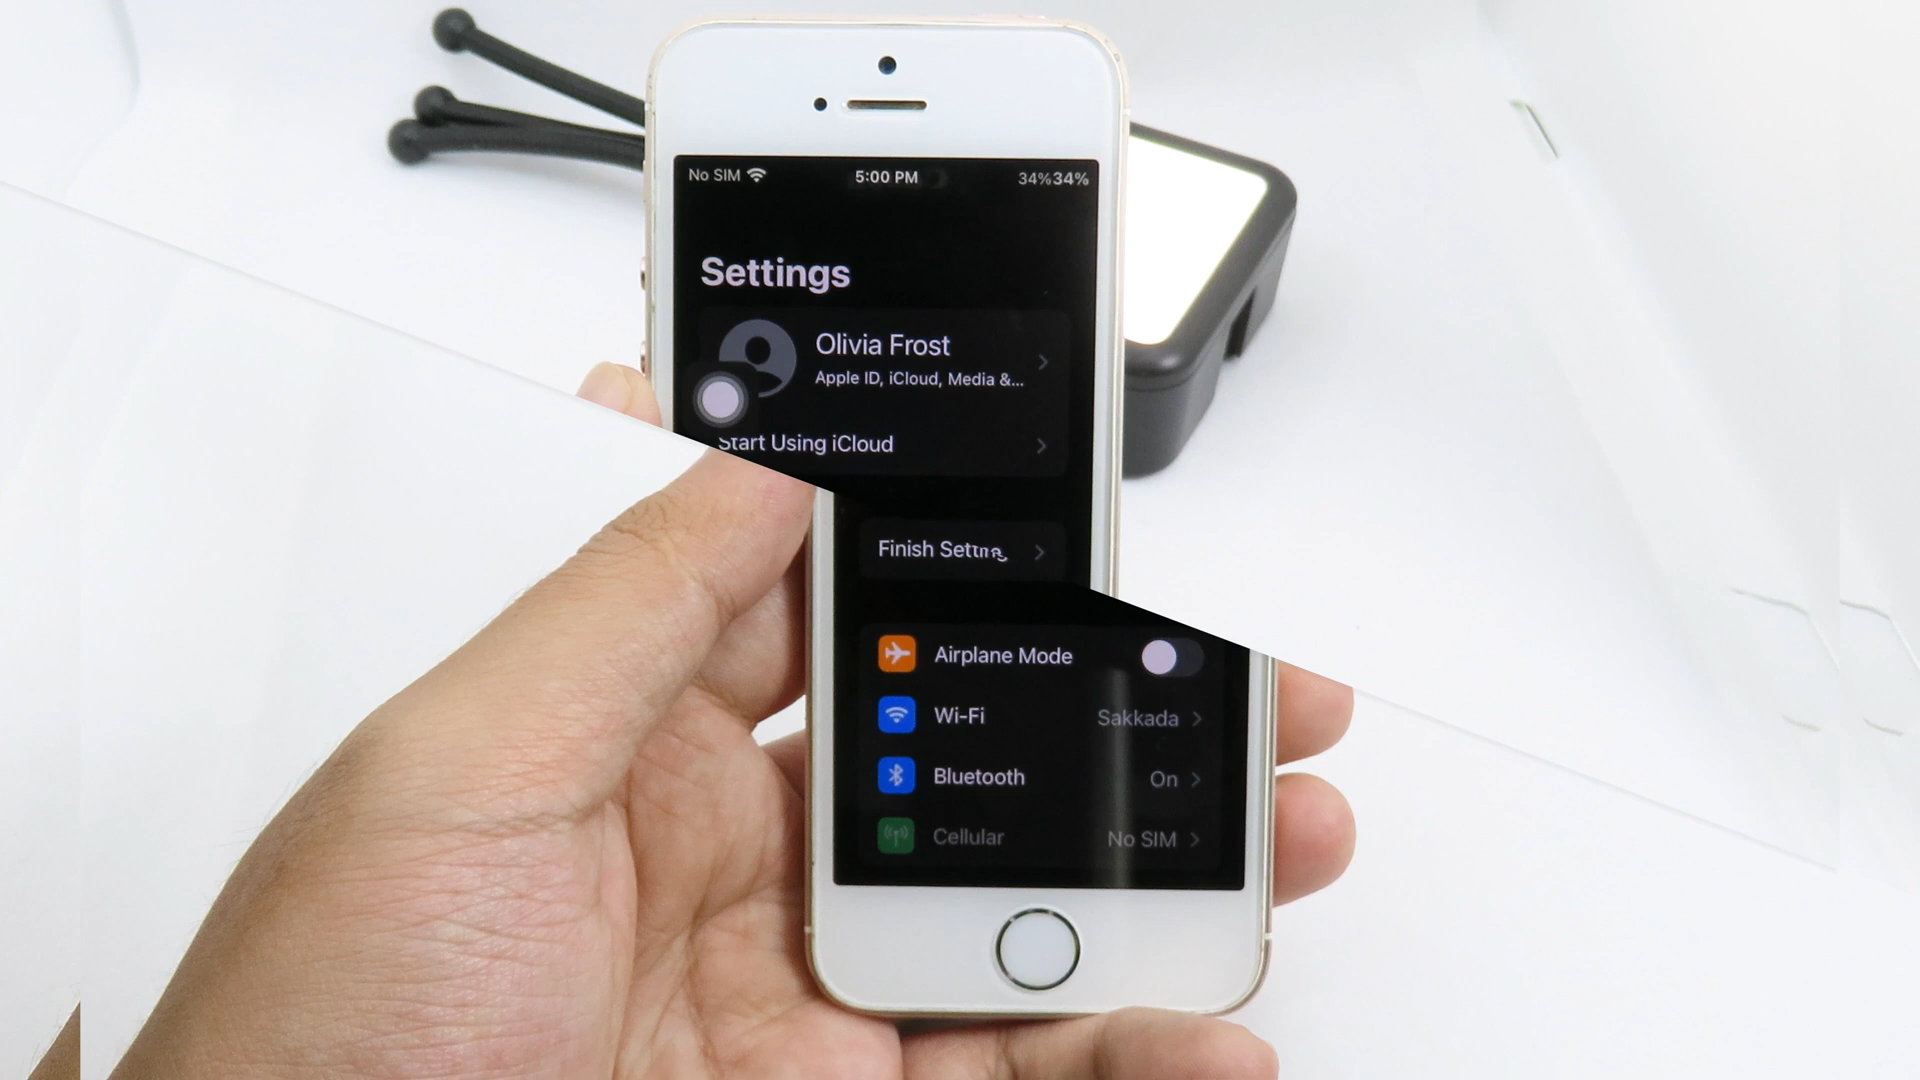 No SIM 5:00 PM 34%34%
Settings
Olivia Frost
Apple ID, iCloud, Media &...
Start Using iCloud
Finish
Airplane Mode
Wi-Fi Sakkada
Bluetooth On
Cellular No SIM